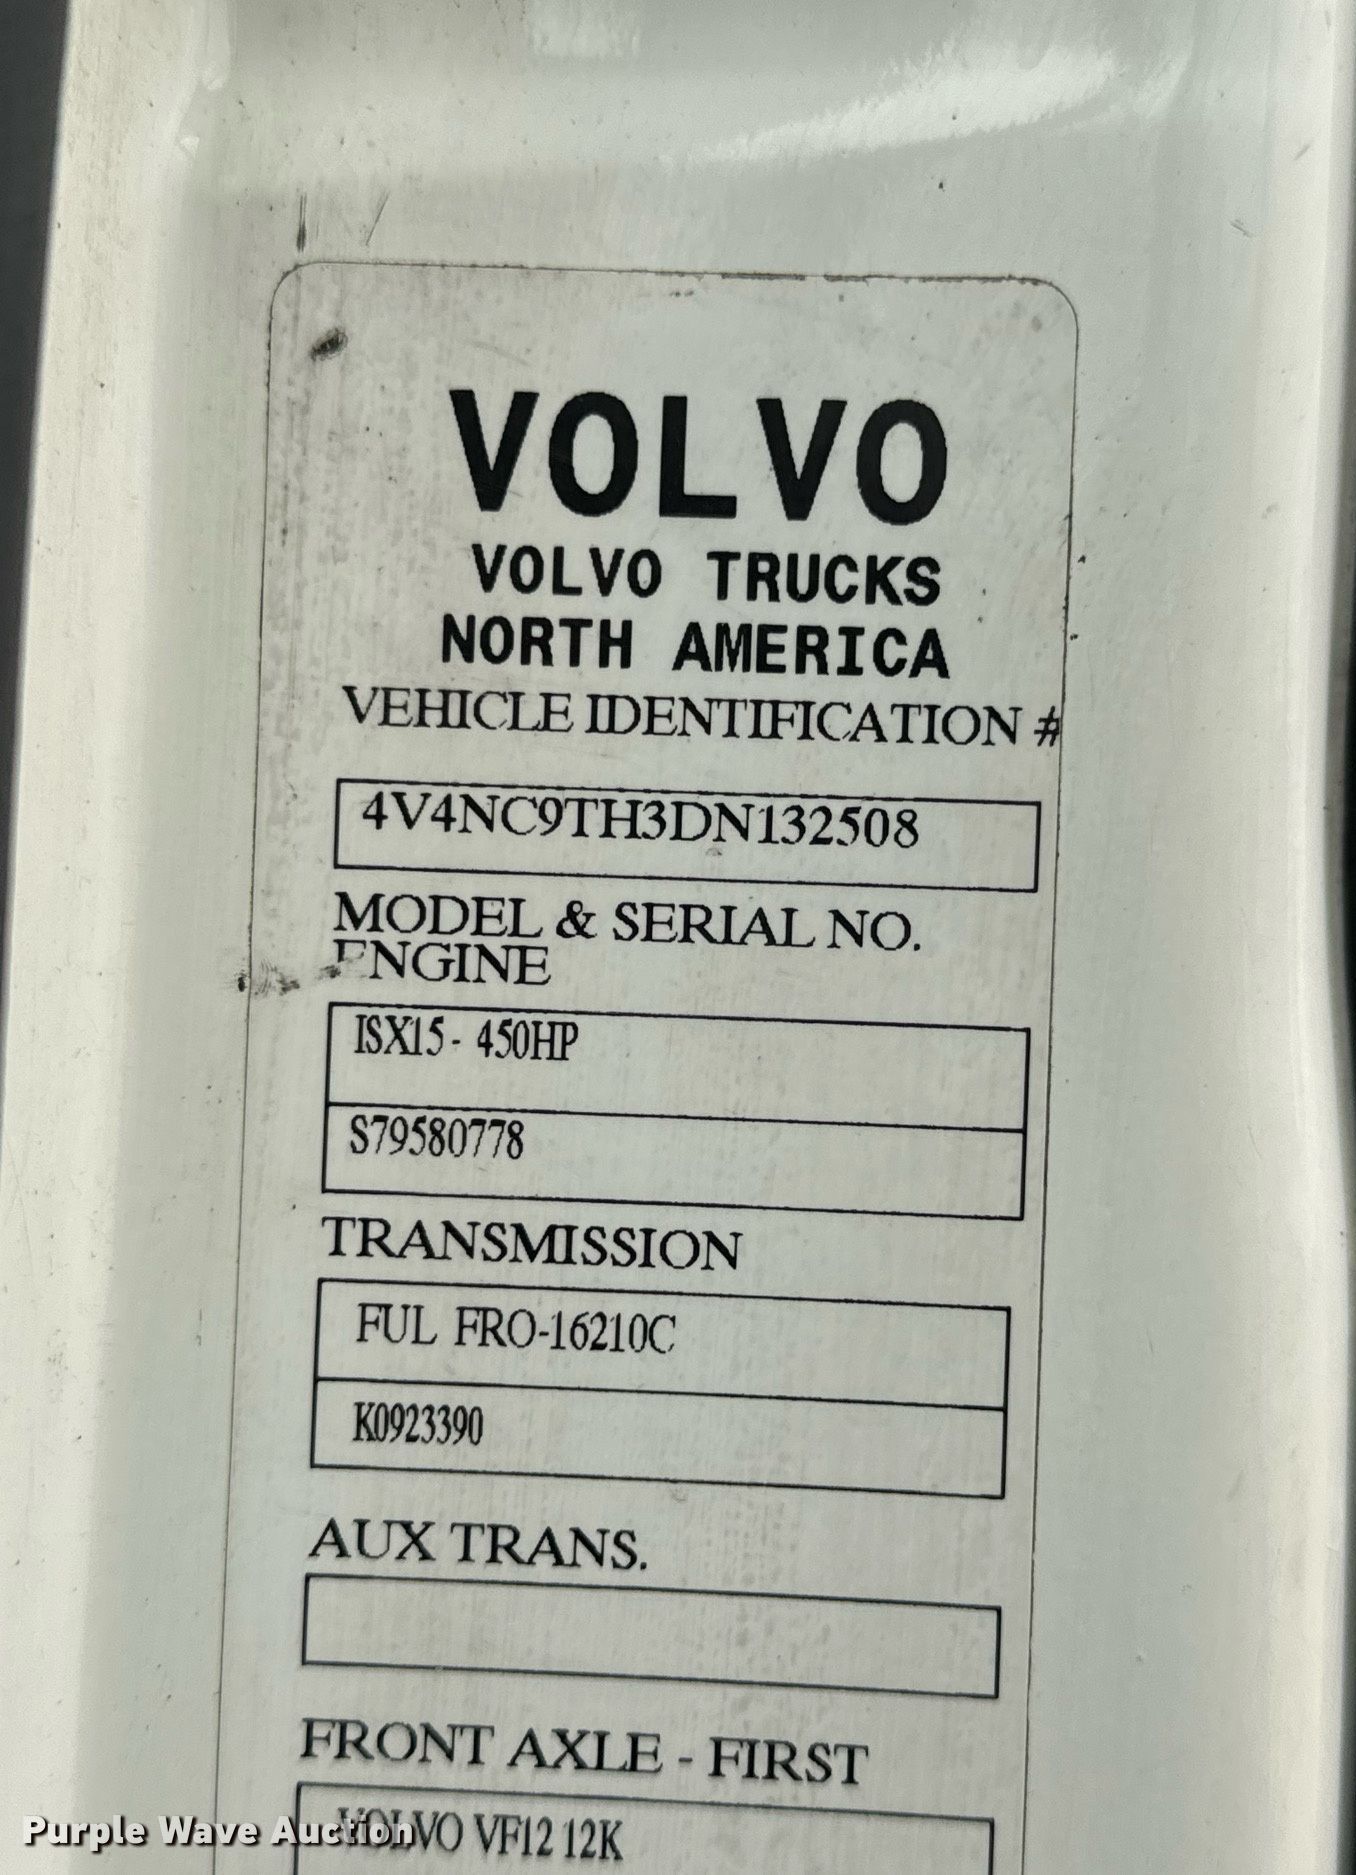 VOLVO
VOLVO TRUCKS
NORTH AMERICA
VEHICLE IDENTIFICATION #
4V4NC9TH3DN132508
MODEL & SERIAL NO.
ENGINE
ISX15- 450HP
S79580778
TRANSMISSION
FUL FRO-16210C
K0923390
AUX TRANS.
FRONT AXLE - FIRST
VOLVO VF12 12K
Purple Wave Auction